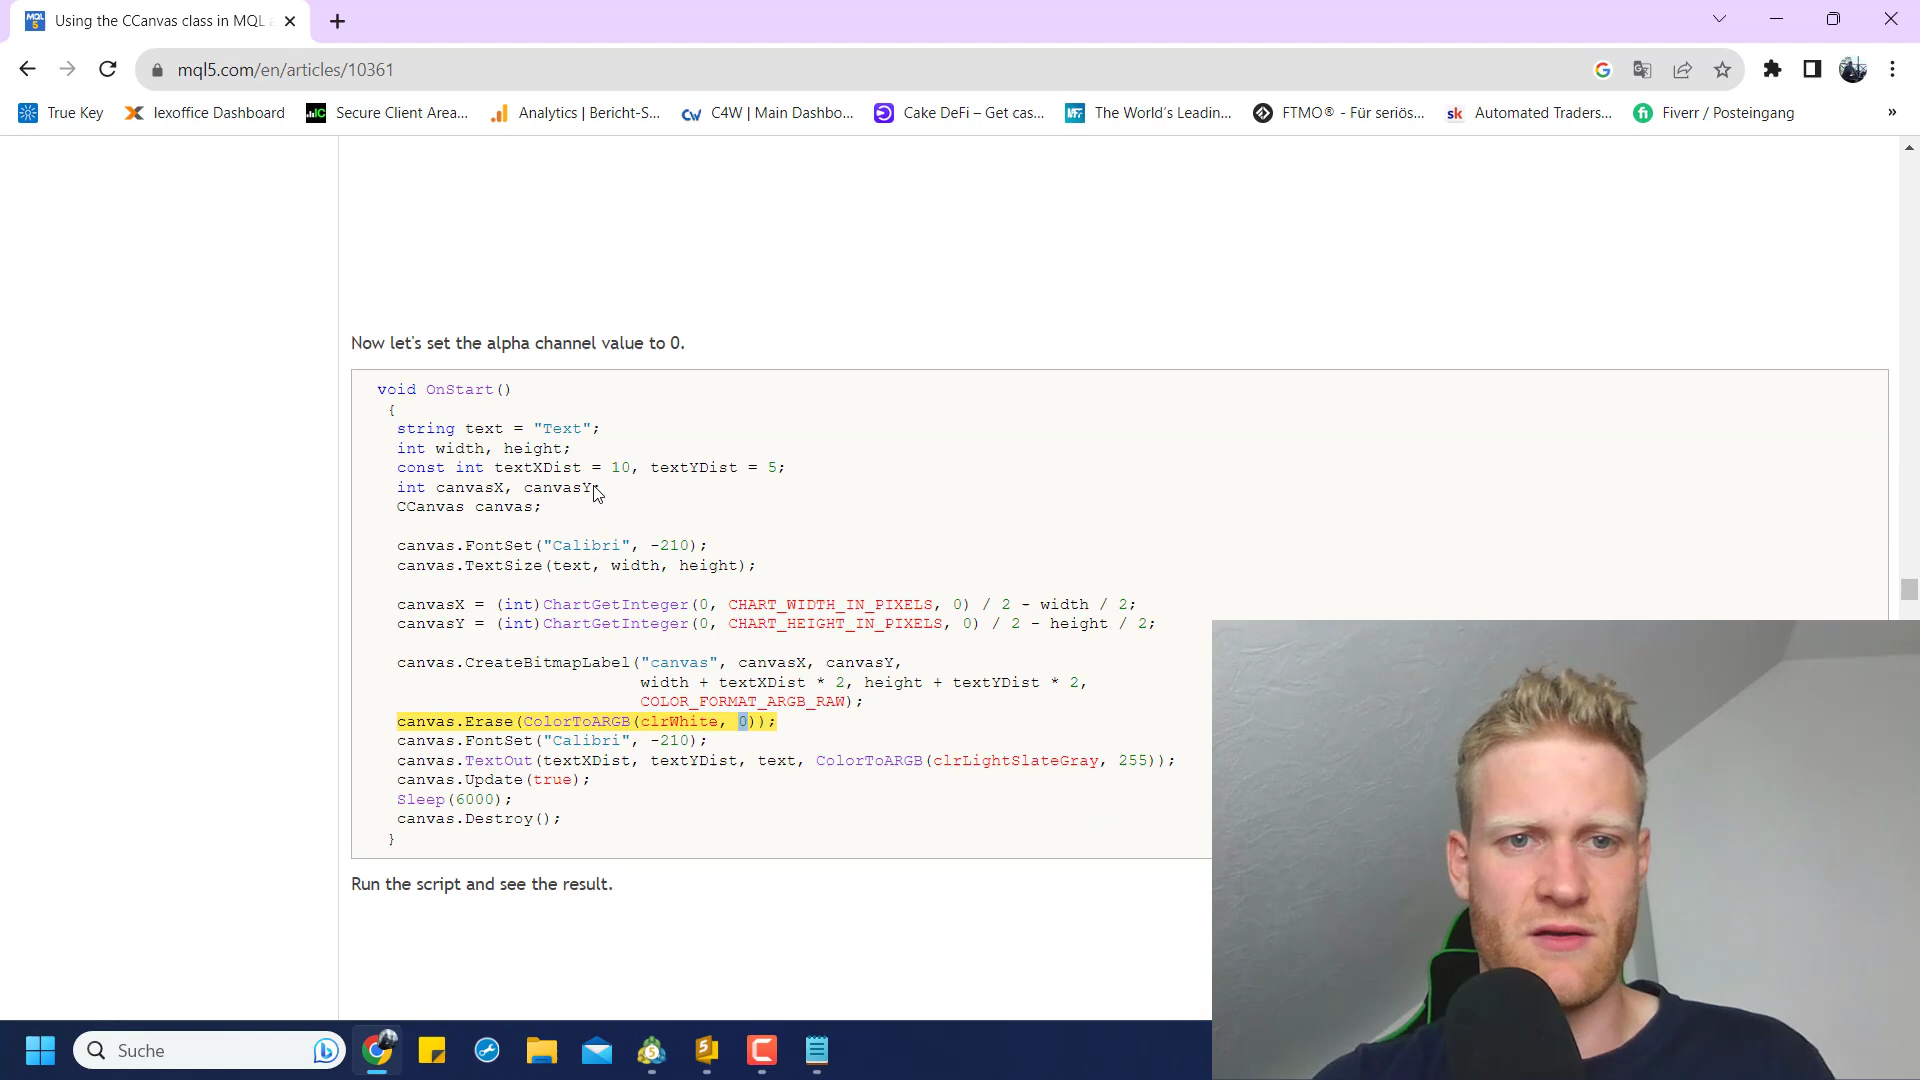 Using the CCanvas class in MQL
mql5.com/en/articles/10361
True Key
lexoffice Dashboard
Secure Client Area...
Analytics | Bericht-S...
C4W | Main Dashbo...
Cake DeFi – Get cas...
The World's Leadin...
FTMO® - Für seriös...
Automated Traders...
Fiverr / Posteingang
»
Now let's set the alpha channel value to 0.
void OnStart()
{
string text = "Text";
int width, height;
const int textXDist = 10, textYDist = 5;
int canvasX, canvasY;
CCanvas canvas;
canvas.FontSet("Calibri", -210);
canvas.TextSize(text, width, height);
canvasX = (int)ChartGetInteger(0, CHART_WIDTH_IN_PIXELS, 0) / 2 - width / 2;
canvasY = (int)ChartGetInteger(0, CHART_HEIGHT_IN_PIXELS, 0) / 2 - height / 2;
canvas.CreateBitmapLabel("canvas", canvasX, canvasY,
width + textXDist * 2, height + textYDist * 2,
COLOR_FORMAT_ARGB_RAW);
canvas.Erase(ColorToARGB(clrWhite, 0));
canvas.FontSet("Calibri", -210);
canvas.TextOut(textXDist, textYDist, text, ColorToARGB(clrLightSlateGray, 255));
canvas.Update(true);
Sleep(6000);
canvas.Destroy();
}
Run the script and see the result.
Suche